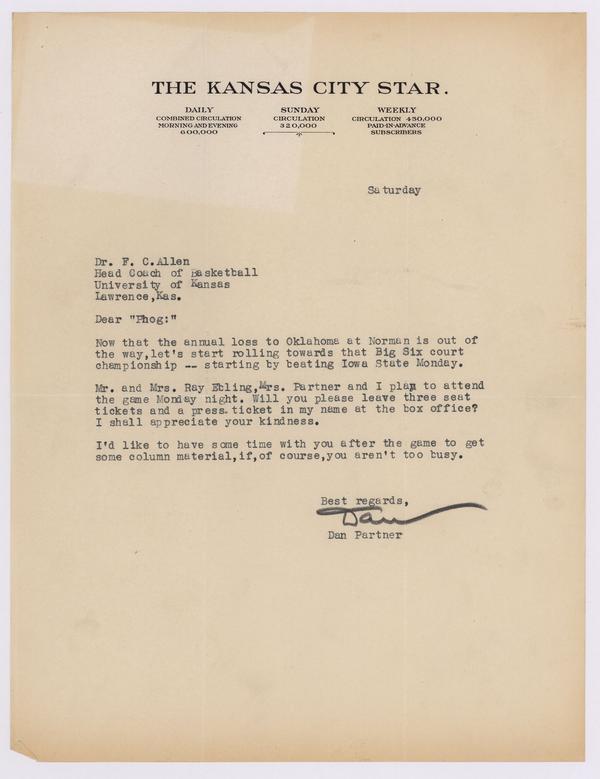 THE KANSAS CITY STAR.
DAILY
COMBINED CIRCULATION
MORNING AND EVENING
600,000
SUNDAY
CIRCULATION
320,000
WEEKLY
CIRCULATION 450,000
PAID-IN-ADVANCE
SUBSCRIBERS
Saturday
Dr. F. C.Allen
Head Coach of Basketball
University of Kansas
Lawrence,Kas.
Dear "Phog:"
Now that the annual loss to Oklahoma at Norman is out of
the way,let's start rolling towards that Big Six court
championship -- starting by beating Iowa State Monday.
Mr. and Mrs. Ray Ebling,Mrs. Partner and I plan to attend
the game Monday night. Will you please leave three seat
tickets and a press ticket in my name at the box office?
I shall appreciate your kindness.
I'd like to have some time with you after the game to get
some column material,if,of course,you aren't too busy.
Best regards,
Dan
Dan Partner